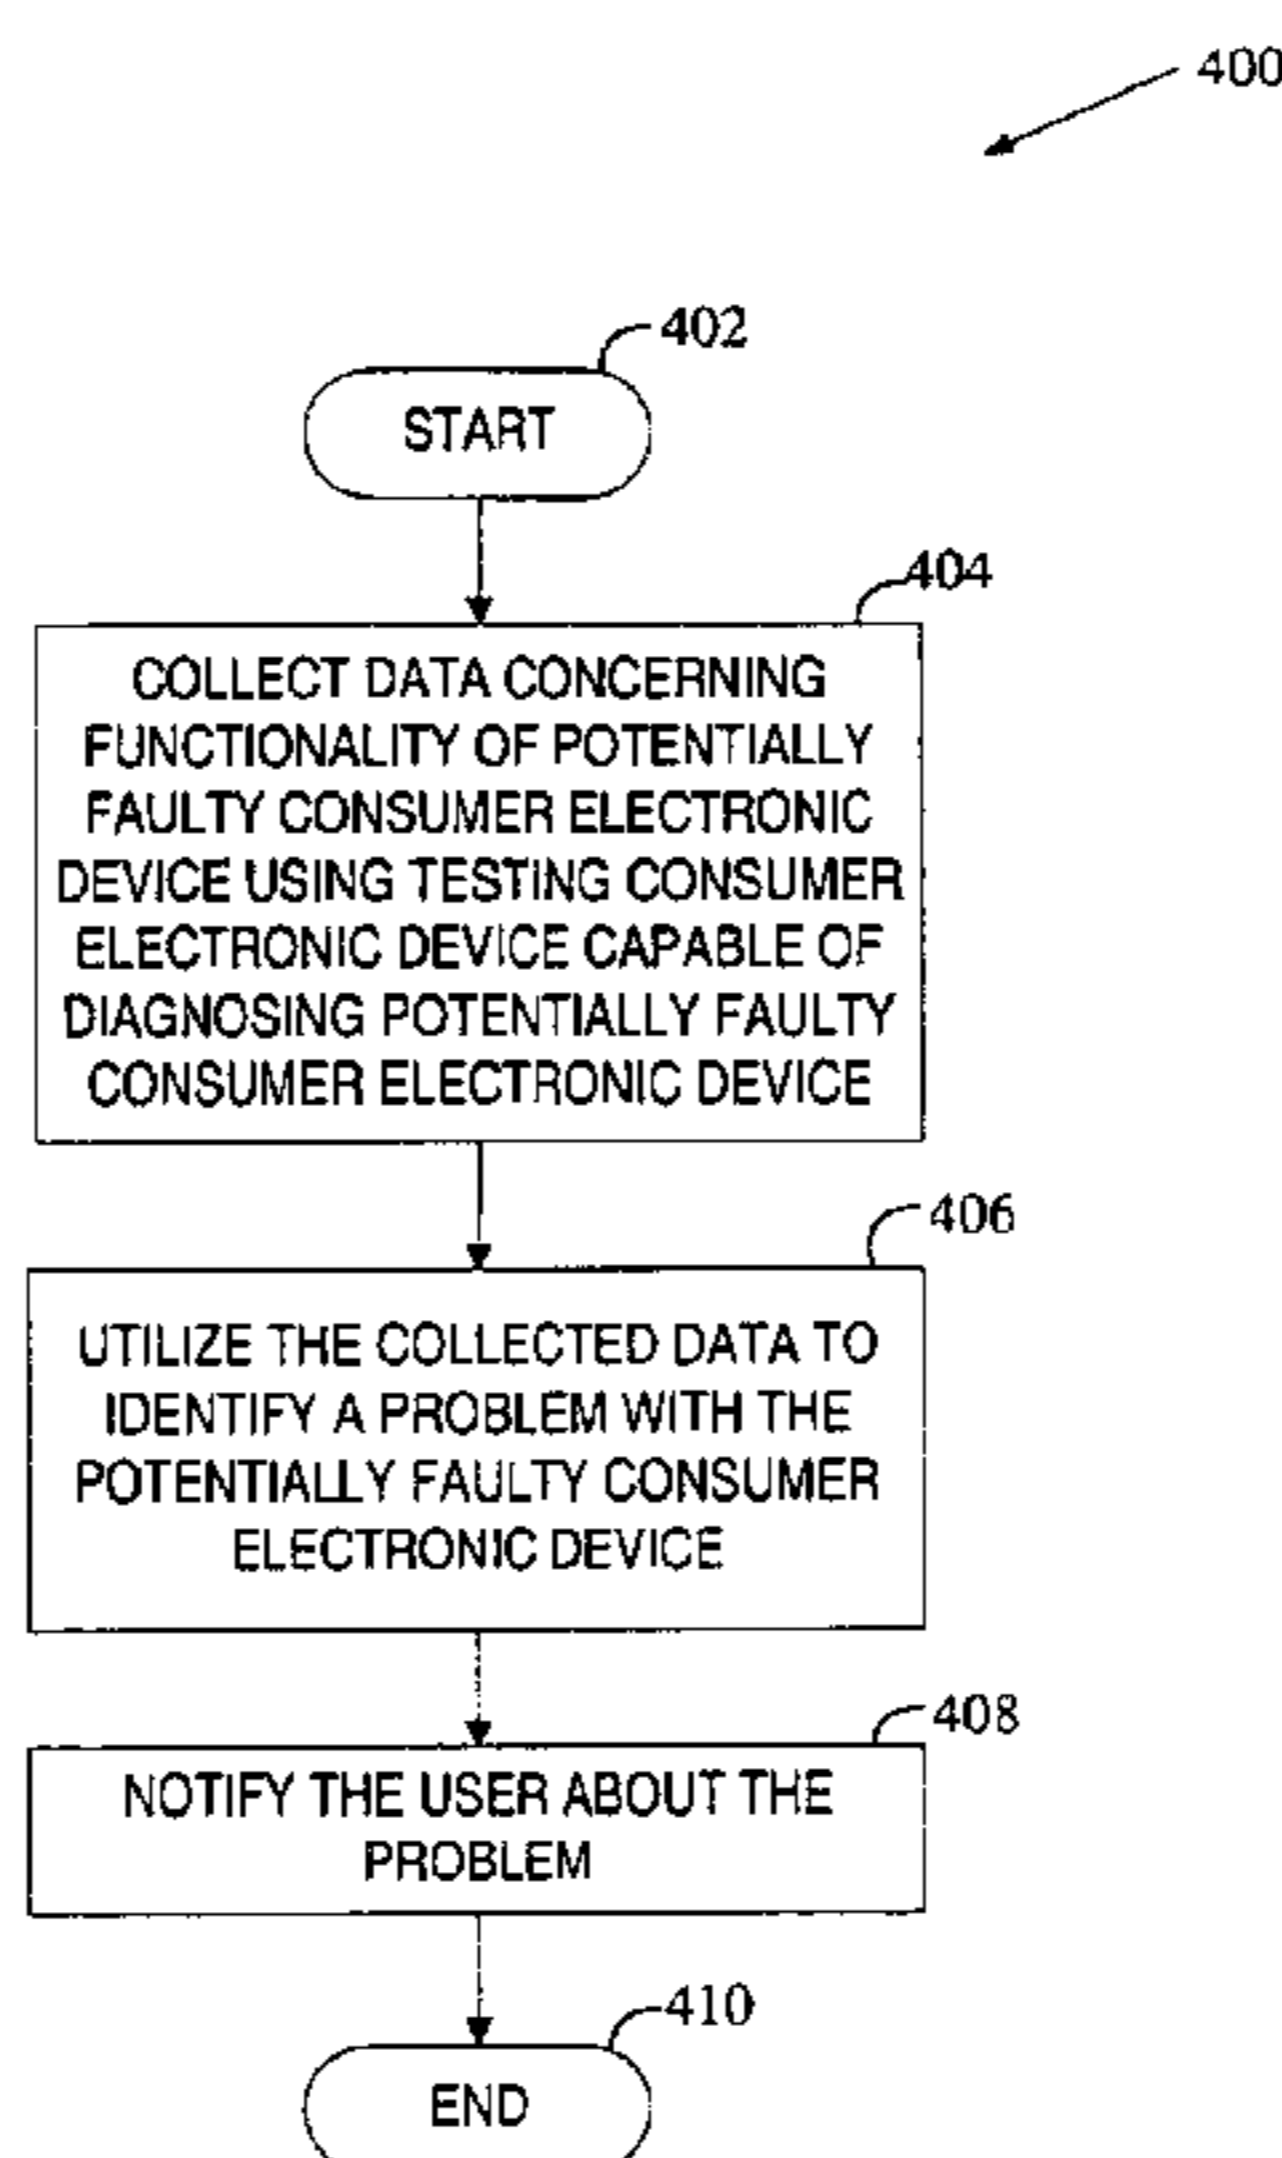 400
402
START
404
COLLECT DATA CONCERNING
FUNCTIONALITY OF POTENTIALLY
FAULTY CONSUMER ELECTRONIC
DEVICE USING TESTING CONSUMER
ELECTRONIC DEVICE CAPABLE OF
DIAGNOSING POTENTIALLY FAULTY
CONSUMER ELECTRONIC DEVICE
406
UTILIZE THE COLLECTED DATA TO
IDENTIFY A PROBLEM WITH THE
POTENTIALLY FAULTY CONSUMER
ELECTRONIC DEVICE
408
NOTIFY THE USER ABOUT THE
PROBLEM
410
END